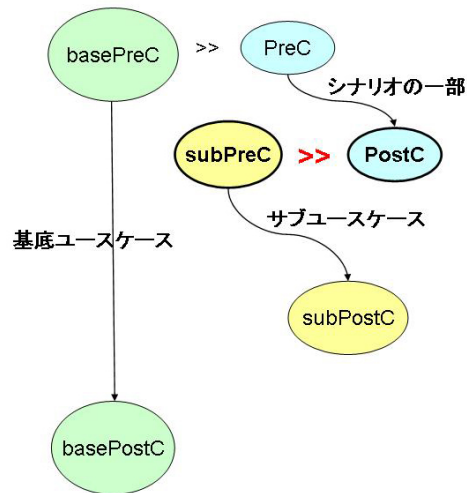 basePreC >> PreC
シナリオの一部
subPreC >> PostC
サブユースケース
基底ユースケース
subPostC
basePostC